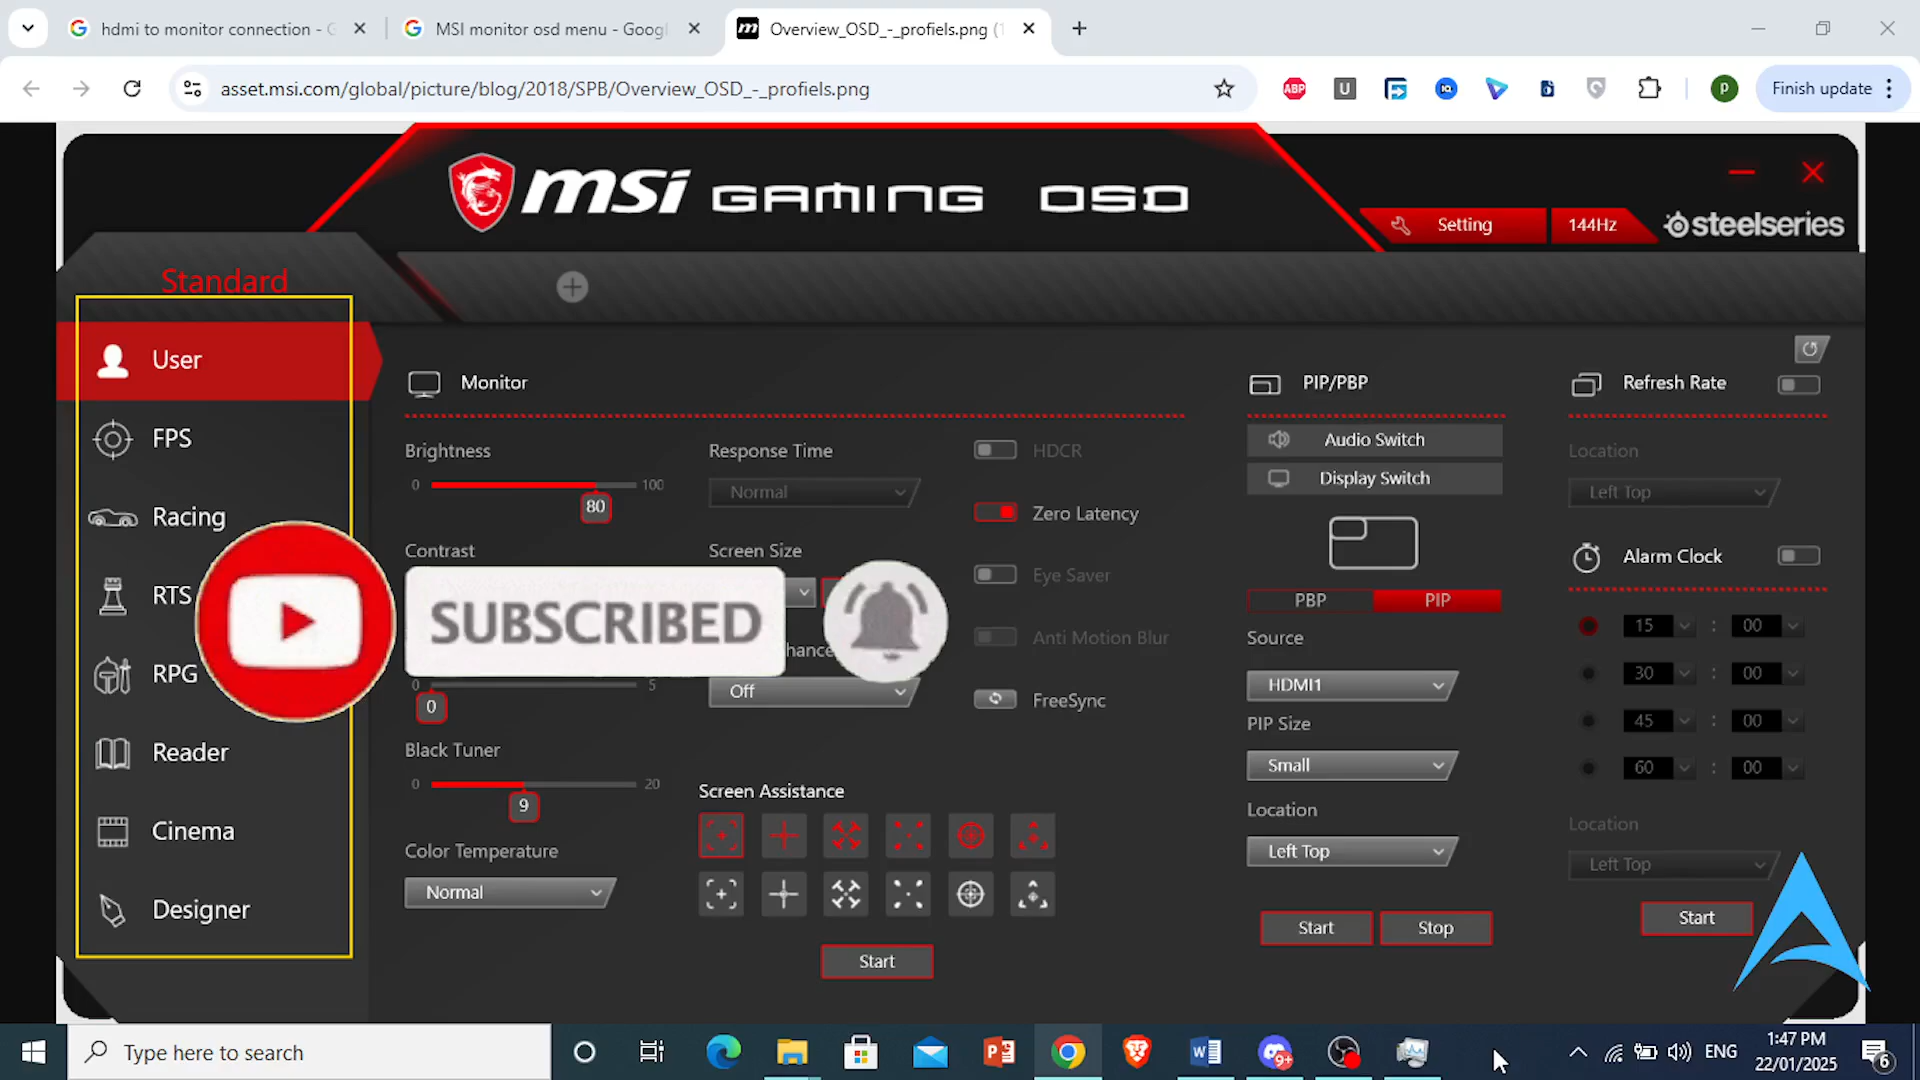 hdmi to monitor connection - G
MSI monitor osd menu - Googl
Overview_OSD_-_profiels.png (1
asset.msi.com/global/picture/blog/2018/SPB/Overview_OSD_-_profiels.png
ABP
U
IQ
p
Finish update
msi GAMING OSD
Setting
144Hz
steelseries
Standard
User
FPS
Racing
RTS
RPG
Reader
Cinema
Designer
Monitor
Brightness
0
100
80
Contrast
SUBSCRIBED
0
5
0
Black Tuner
0
20
9
Color Temperature
Normal
Response Time
Normal
Screen Size
Off
Screen Assistance
Start
HDCR
Zero Latency
Eye Saver
Anti Motion Blur
FreeSync
PIP/PBP
Audio Switch
Display Switch
PBP
PIP
Source
HDMI1
PIP Size
Small
Location
Left Top
Start
Stop
Refresh Rate
Location
Left Top
Alarm Clock
15 : 00
30 : 00
45 : 00
60 : 00
Location
Left Top
Start
Type here to search
9+
ENG
1:47 PM
22/01/2025
6